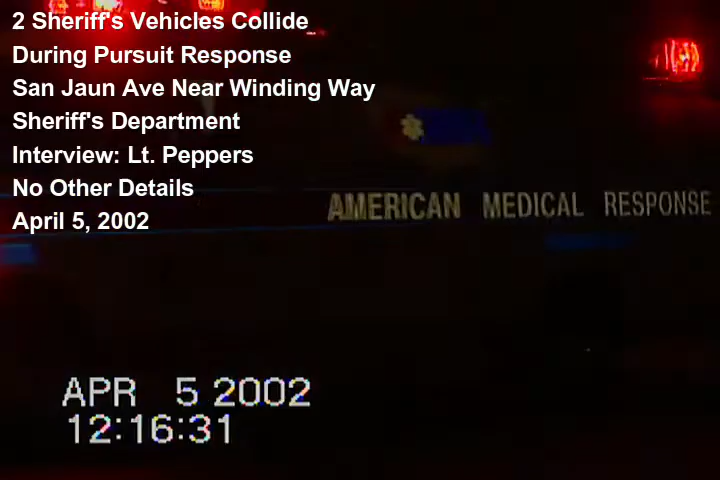 2 Sheriff's Vehicles Collide
During Pursuit Response
San Jaun Ave Near Winding Way
Sheriff's Department
Interview: Lt. Peppers
No Other Details
April 5, 2002
AMERICAN MEDICAL RESPONSE
APR 5 2002
12:16:31